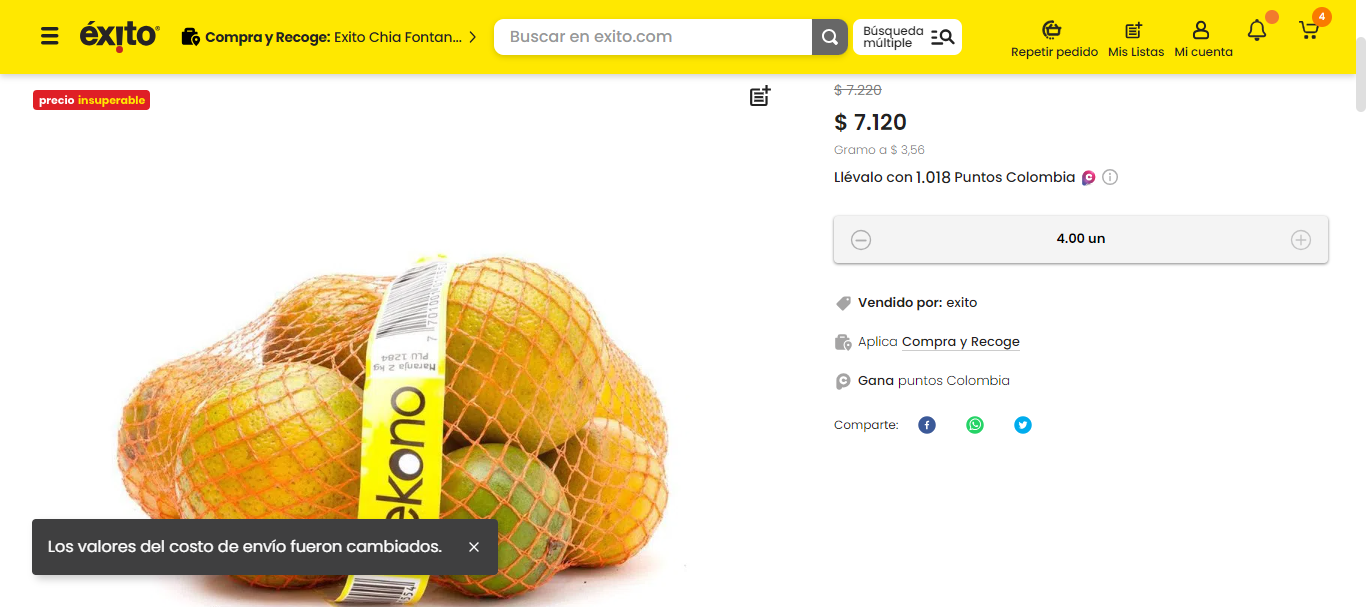 éxito
Compra y Recoge: Exito Chia Fontan...
Buscar en exito.com
Búsqueda
múltiple
Repetir pedido
Mis Listas
Mi cuenta
4
precio insuperable
$ 7.220
$ 7.120
Gramo a $ 3,56
Llévalo con 1.018 Puntos Colombia
4.00 un
Vendido por: exito
Aplica Compra y Recoge
Gana puntos Colombia
Comparte:
Naranja 2 kg
PLU 1284
ekono
Los valores del costo de envío fueron cambiados.